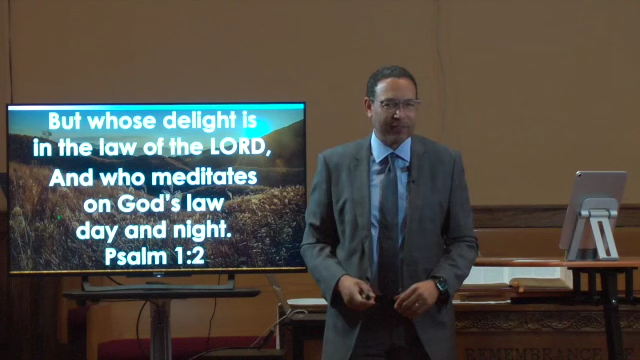 But whose delight is
in the law of the LORD,
And who meditates
on God's law
day and night.
Psalm 1:2
REMEMBRANCE